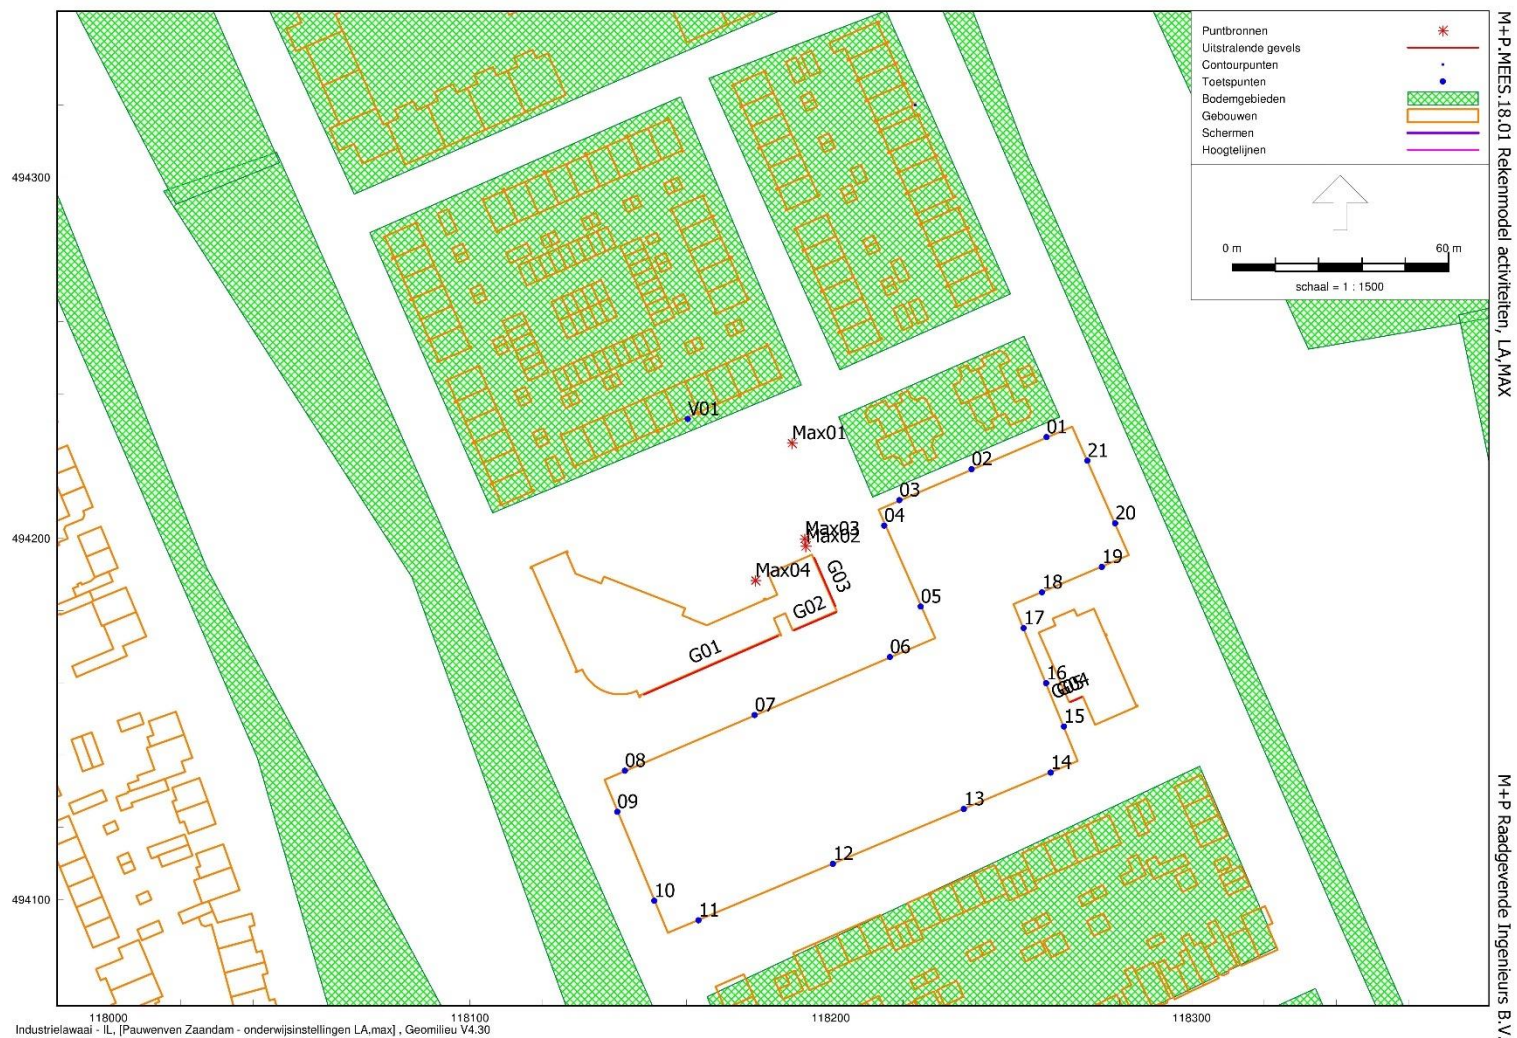 Puntbronnen
Uitstralende gevels
Contourpunten
Toetspunten
Bodemgebieden
Gebouwen
Schermen
Hoogtelijnen
0 m 60 m
schaal = 1 : 1500
M+P.MEES.18.01 Rekenmodel activiteiten, LA,MAX
M+P Raadgevende Ingenieurs B.V.
494300
494200
494100
V01
Max01
Max03
Max02
Max04
G03
G02
G01
01
21
02
03
04
20
19
18
05
17
06
16
G04
07
15
08
14
09
13
12
10
11
118000 118100 118200 118300
Industrielawaai - IL, [Pauwenven Zaandam - onderwijsinstellingen LA,max] , Geomilieu V4.30